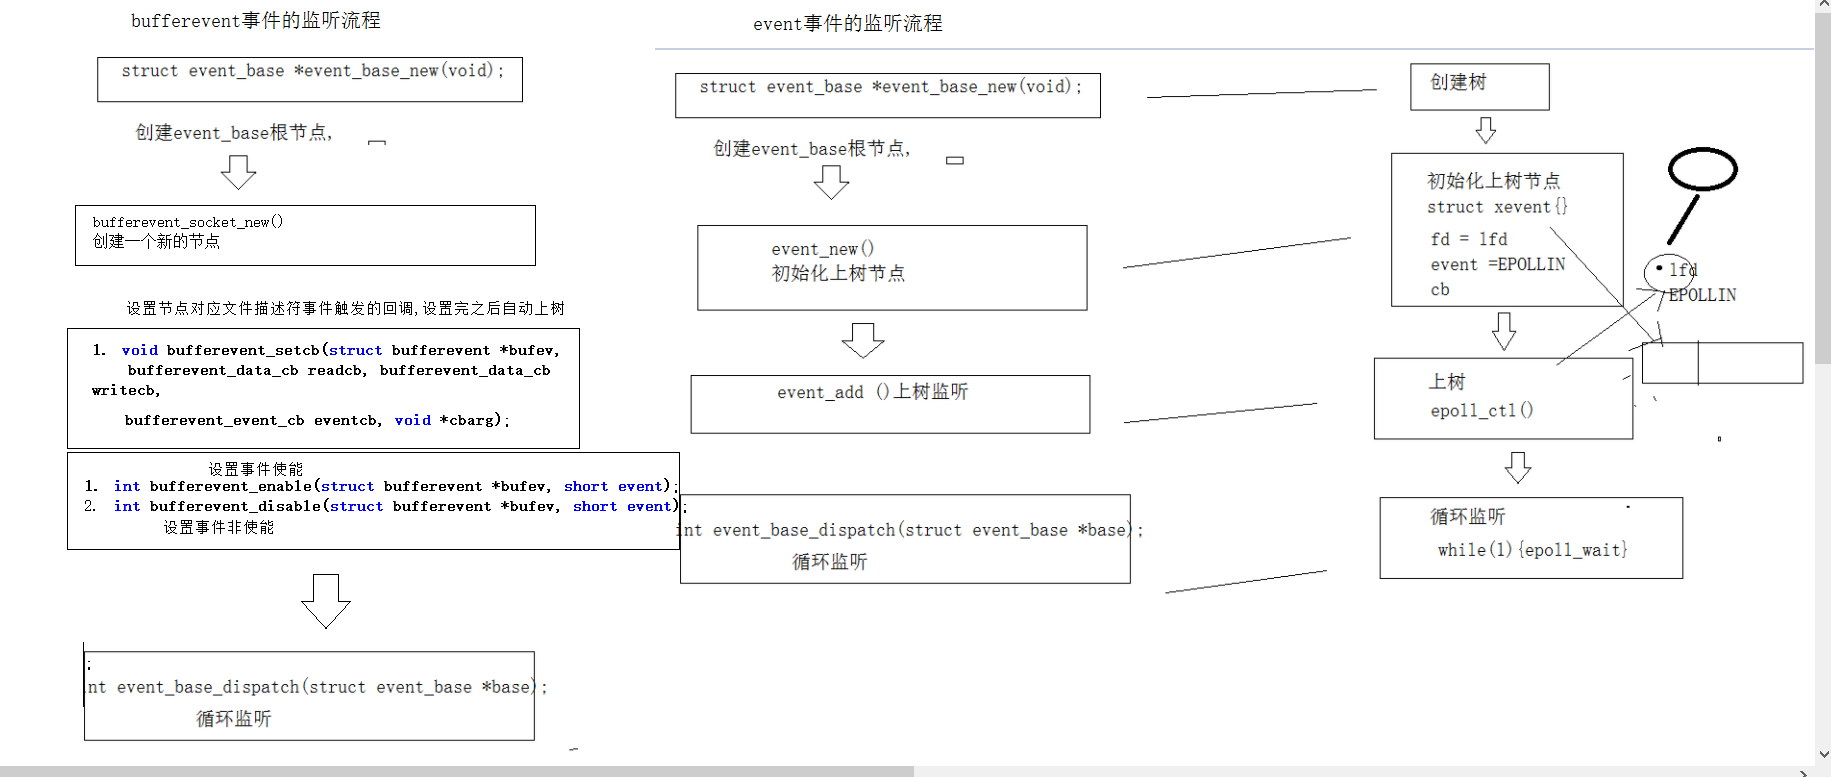 bufferevent事件的监听流程
struct event_base *event_base_new(void);
创建event_base根节点,
bufferevent_socket_new()
创建一个新的节点
设置节点对应文件描述符事件触发的回调,设置完之后自动上树
1. void bufferevent_setcb(struct bufferevent *bufev,
bufferevent_data_cb readcb, bufferevent_data_cb
writecb,
bufferevent_event_cb eventcb, void *cbarg);
设置事件使能
1. int bufferevent_enable(struct bufferevent *bufev, short event);
2. int bufferevent_disable(struct bufferevent *bufev, short event);
设置事件非使能
;
int event_base_dispatch(struct event_base *base);
循环监听
event事件的监听流程
struct event_base *event_base_new(void);
创建event_base根节点,
event_new()
初始化上树节点
event_add ()上树监听
int event_base_dispatch(struct event_base *base);
循环监听
创建树
初始化上树节点
struct xevent{}
fd = lfd
event =EPOLLIN
cb
lfd
EPOLLIN
上树
epoll_ctl()
循环监听
while(1){epoll_wait}